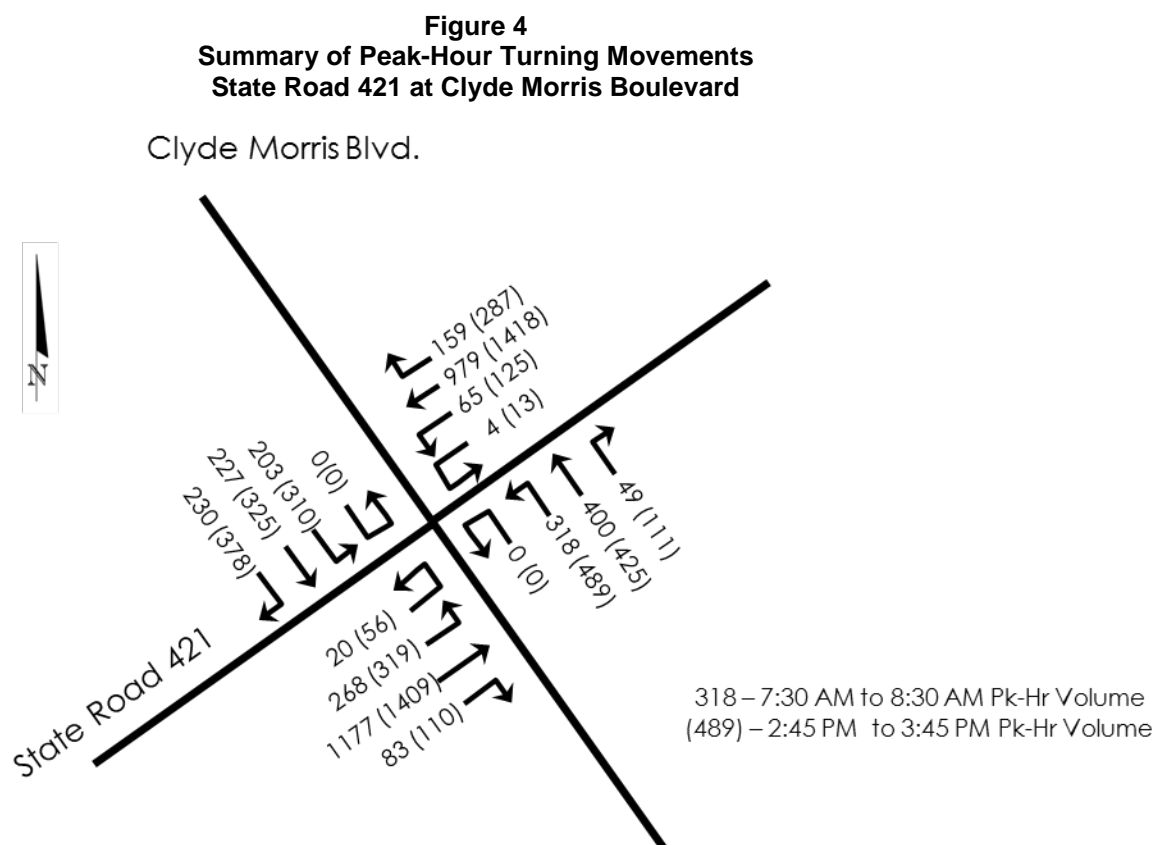 Figure 4
Summary of Peak-Hour Turning Movements
State Road 421 at Clyde Morris Boulevard
Clyde Morris Blvd.
N
159 (287)
979 (1418)
65 (125)
4 (13)
0(0)
203 (310)
227 (325)
230 (378)
49 (111)
400 (425)
318 (489)
0 (0)
20 (56)
268 (319)
1177 (1409)
83 (110)
State Road 421
318 – 7:30 AM to 8:30 AM Pk-Hr Volume
(489) – 2:45 PM to 3:45 PM Pk-Hr Volume